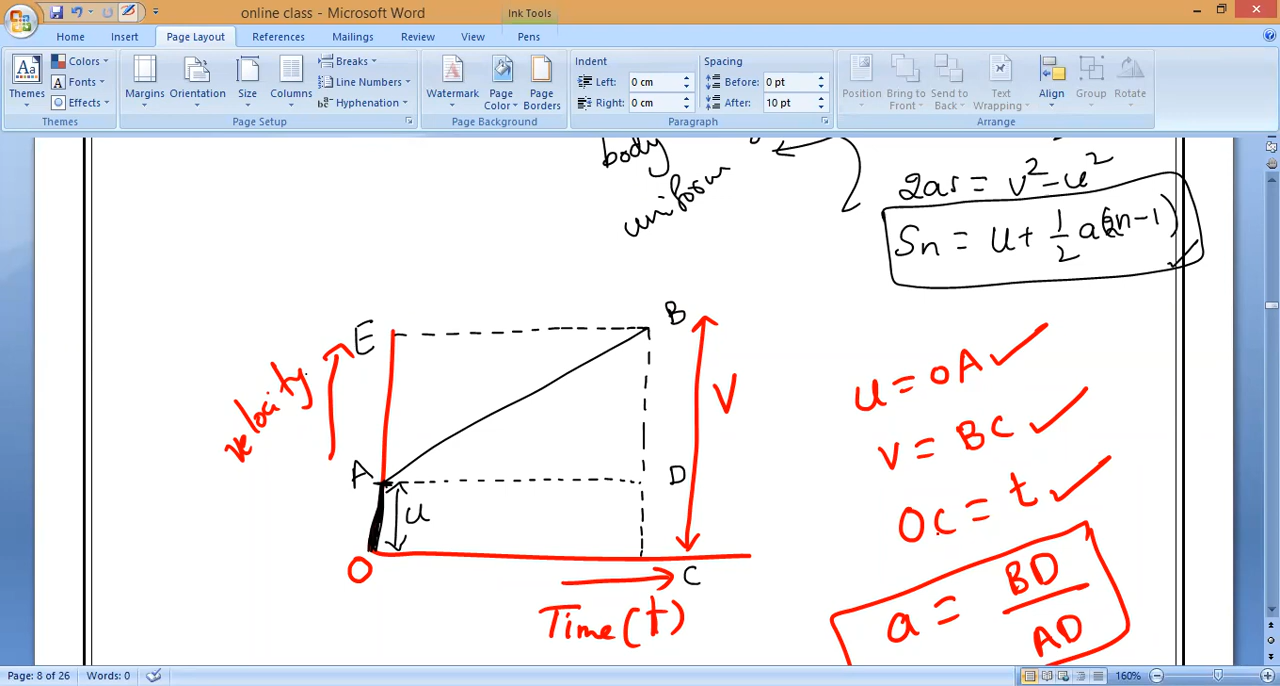 online class - Microsoft Word
Ink Tools
Home Insert Page Layout References Mailings Review View Pens
Aa
Themes
Colors
Fonts
Effects
Themes
Margins
Orientation
Size
Columns
Breaks
Line Numbers
Hyphenation
Page Setup
Watermark
Page Color
Page Borders
Page Background
Indent
Left: 0 cm
Right: 0 cm
Spacing
Before: 0 pt
After: 10 pt
Paragraph
Position
Bring to Front
Send to Back
Text Wrapping
Align
Group
Rotate
Arrange
body
uniform
2as = v² - u²
Sn = u + 1/2 a(2n-1)
E
B
velocity
V
A
D
u
O
C
Time (t)
u = OA
v = BC
OC = t
a = BD/AD
Page: 8 of 26
Words: 0
160%